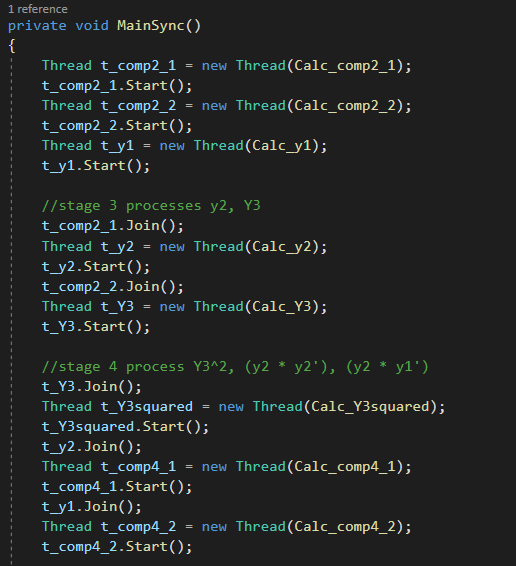 1 reference
private void MainSync()
{
Thread t_comp2_1 = new Thread(Calc_comp2_1);
t_comp2_1.Start();
Thread t_comp2_2 = new Thread(Calc_comp2_2);
t_comp2_2.Start();
Thread t_y1 = new Thread(Calc_y1);
t_y1.Start();

//stage 3 processes y2, Y3
t_comp2_1.Join();
Thread t_y2 = new Thread(Calc_y2);
t_y2.Start();
t_comp2_2.Join();
Thread t_Y3 = new Thread(Calc_Y3);
t_Y3.Start();

//stage 4 process Y3^2, (y2 * y2'), (y2 * y1')
t_Y3.Join();
Thread t_Y3squared = new Thread(Calc_Y3squared);
t_Y3squared.Start();
t_y2.Join();
Thread t_comp4_1 = new Thread(Calc_comp4_1);
t_comp4_1.Start();
t_y1.Join();
Thread t_comp4_2 = new Thread(Calc_comp4_2);
t_comp4_2.Start();